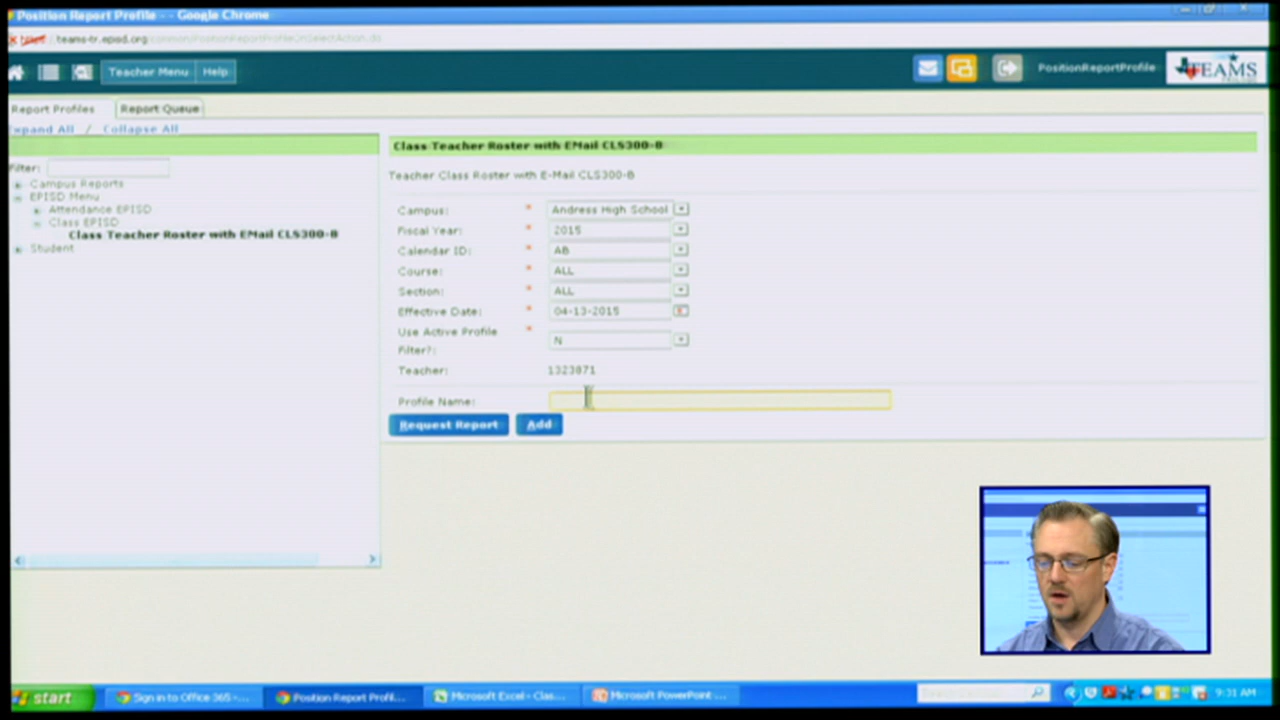 Position Report Profile - - Google Chrome
https teams-tr.episd.org
Teacher Menu Help PositionReportProfile TEAMS
Report Profiles Report Queue
Expand All / Collapse All
Class Teacher Roster with EMail CLS300-B
Filter:
Teacher Class Roster with E-Mail CLS300-B
Campus Reports
EPISD Menu
Attendance EPISD
Class EPISD
Class Teacher Roster with EMail CLS300-B
Student
Campus: * Andress High School
Fiscal Year: * 2015
Calendar ID: * AB
Course: * ALL
Section: * ALL
Effective Date: * 04-13-2015
Use Active Profile Filter?: * N
Teacher: 1323871
Profile Name:
Request Report Add
start Sign in to Office 365 -... Position Report Profil... Microsoft Excel - Clas... Microsoft PowerPoint ... 9:31 AM